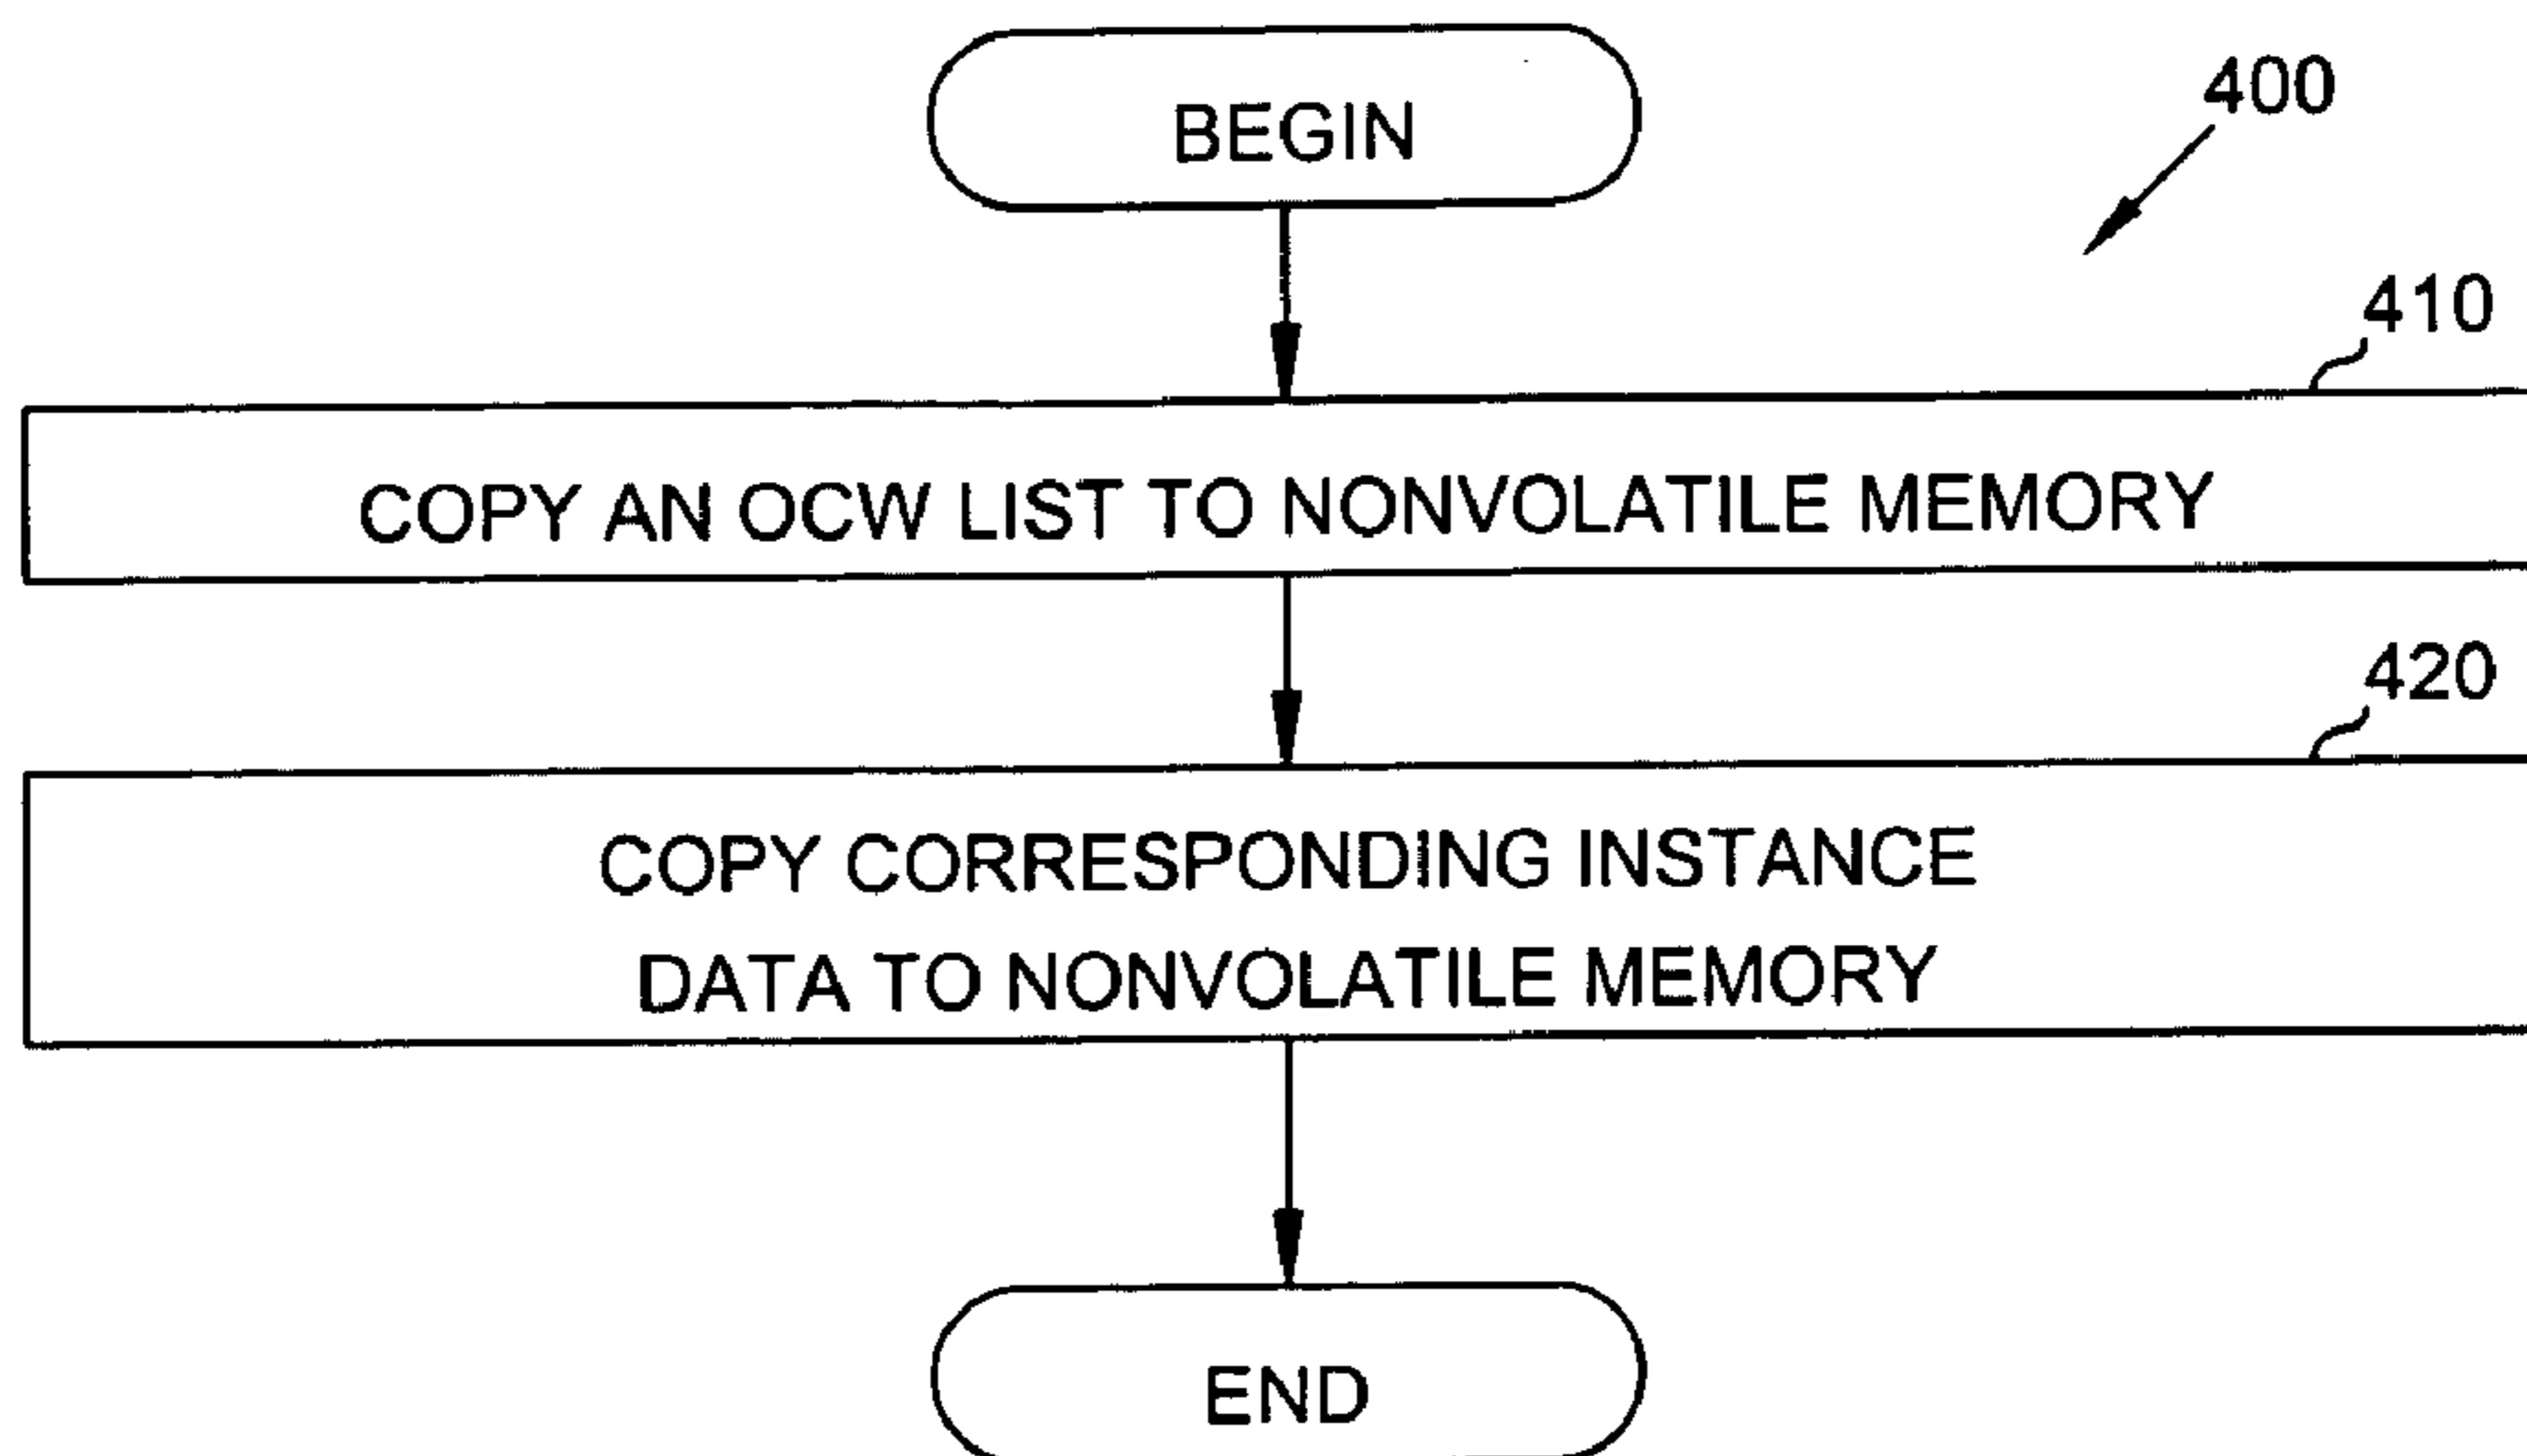 BEGIN
400
410
COPY AN OCW LIST TO NONVOLATILE MEMORY
420
COPY CORRESPONDING INSTANCE
DATA TO NONVOLATILE MEMORY
END